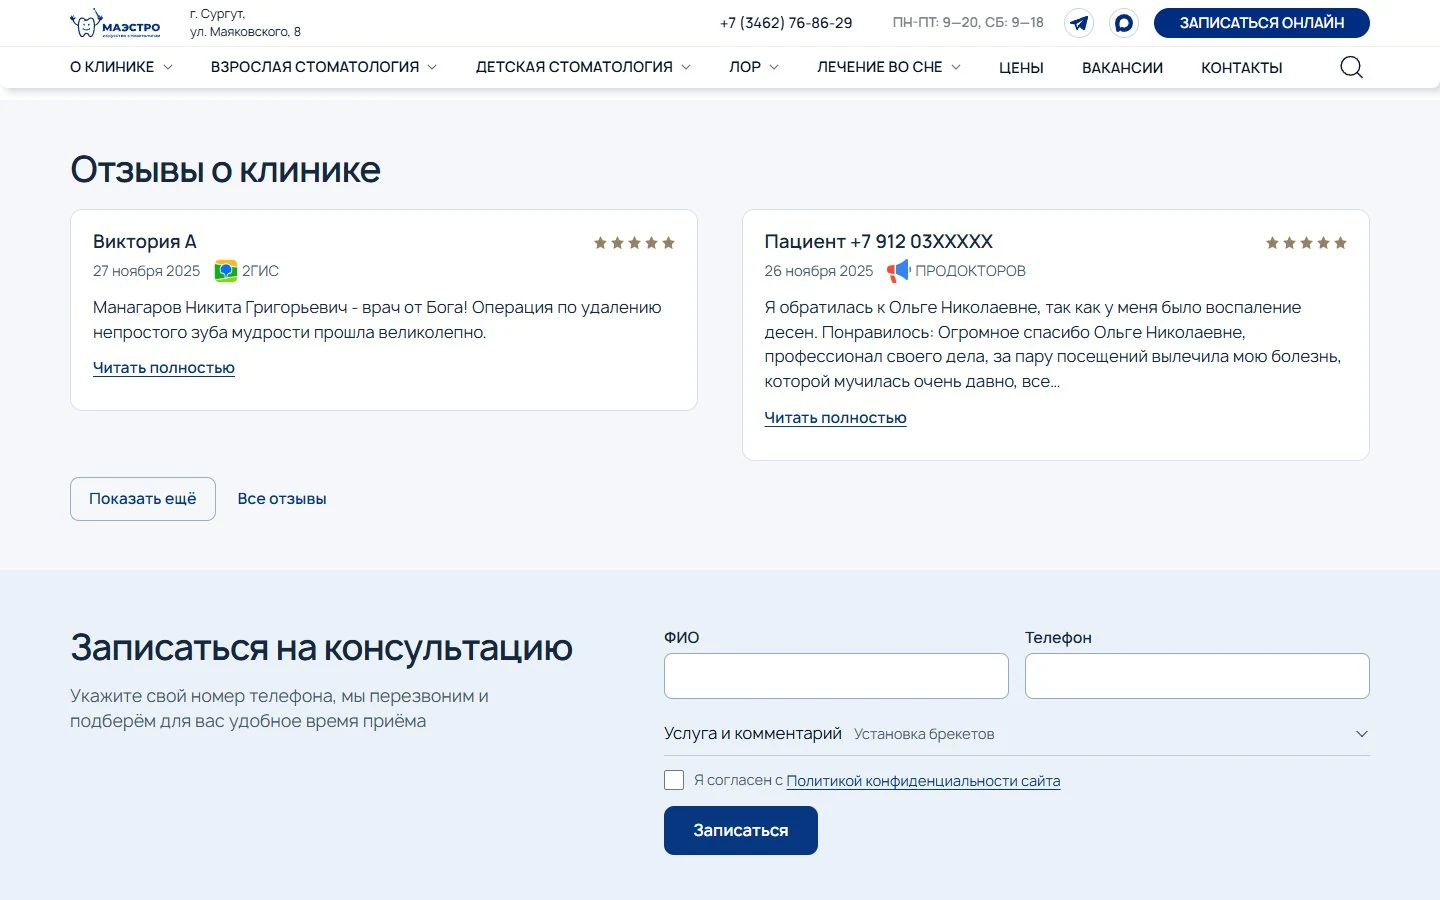 МАЭСТРО
г. Сургут,
ул. Маяковского, 8
+7 (3462) 76-86-29
ПН-ПТ: 9—20, СБ: 9—18
ЗАПИСАТЬСЯ ОНЛАЙН
О КЛИНИКЕ
ВЗРОСЛАЯ СТОМАТОЛОГИЯ
ДЕТСКАЯ СТОМАТОЛОГИЯ
ЛОР
ЛЕЧЕНИЕ ВО СНЕ
ЦЕНЫ
ВАКАНСИИ
КОНТАКТЫ
Отзывы о клинике
Виктория А
27 ноября 2025 2ГИС
Манагаров Никита Григорьевич - врач от Бога! Операция по удалению
непростого зуба мудрости прошла великолепно.
Читать полностью
Пациент +7 912 03XXXXX
26 ноября 2025 ПРОДОКТОРОВ
Я обратилась к Ольге Николаевне, так как у меня было воспаление
десен. Понравилось: Огромное спасибо Ольге Николаевне,
профессионал своего дела, за пару посещений вылечила мою болезнь,
которой мучилась очень давно, все...
Читать полностью
Показать ещё
Все отзывы
Записаться на консультацию
Укажите свой номер телефона, мы перезвоним и
подберём для вас удобное время приёма
ФИО
Телефон
Услуга и комментарий Установка брекетов
Я согласен с Политикой конфиденциальности сайта
Записаться